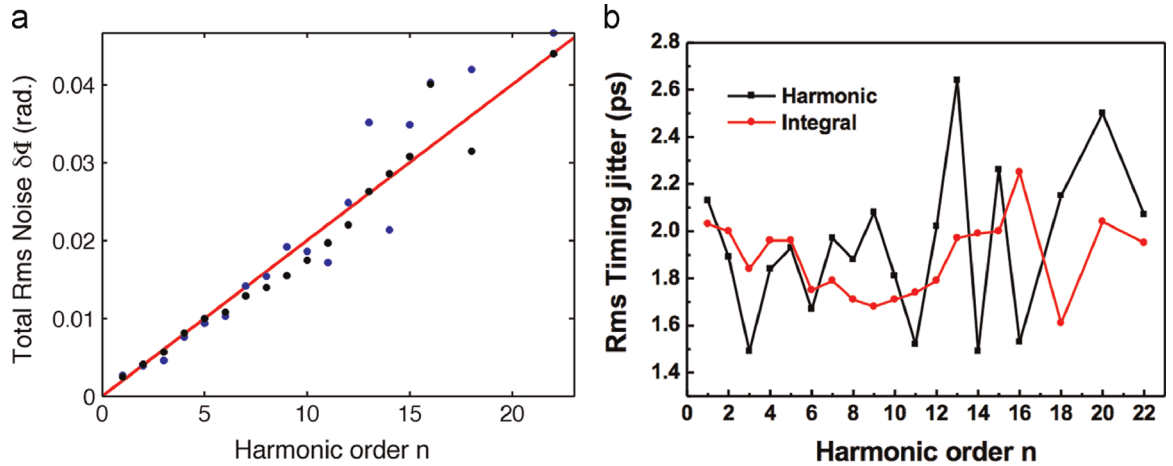 a
Total Rms Noise δΦ (rad.)
0.04
0.03
0.02
0.01
0
0 5 10 15 20
Harmonic order n
b
Rms Timing jitter (ps)
2.8
2.6
2.4
2.2
2.0
1.8
1.6
1.4
Harmonic
Integral
0 2 4 6 8 10 12 14 16 18 20 22
Harmonic order n